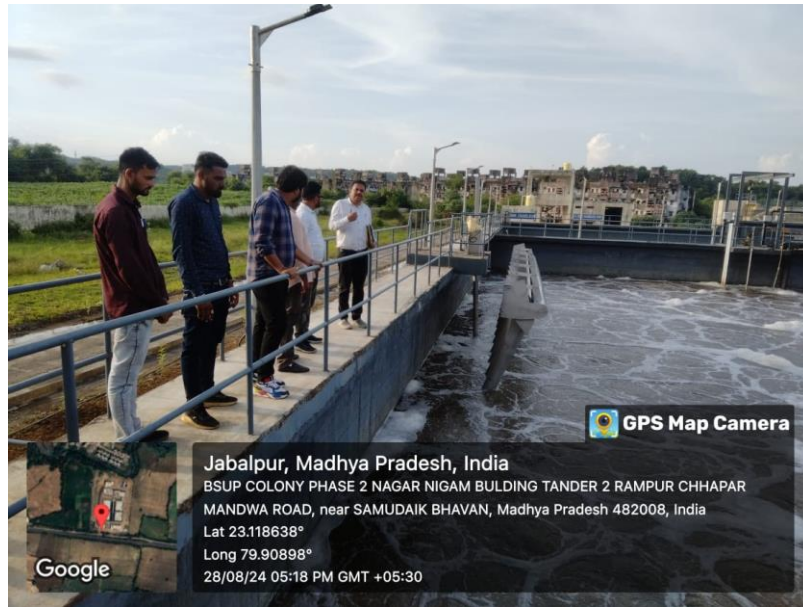 GPS Map Camera
Jabalpur, Madhya Pradesh, India
BSUP COLONY PHASE 2 NAGAR NIGAM BULDING TANDER 2 RAMPUR CHHAPAR
MANDWA ROAD, near SAMUDAIK BHAVAN, Madhya Pradesh 482008, India
Lat 23.118638°
Long 79.90898°
28/08/24 05:18 PM GMT +05:30
Google